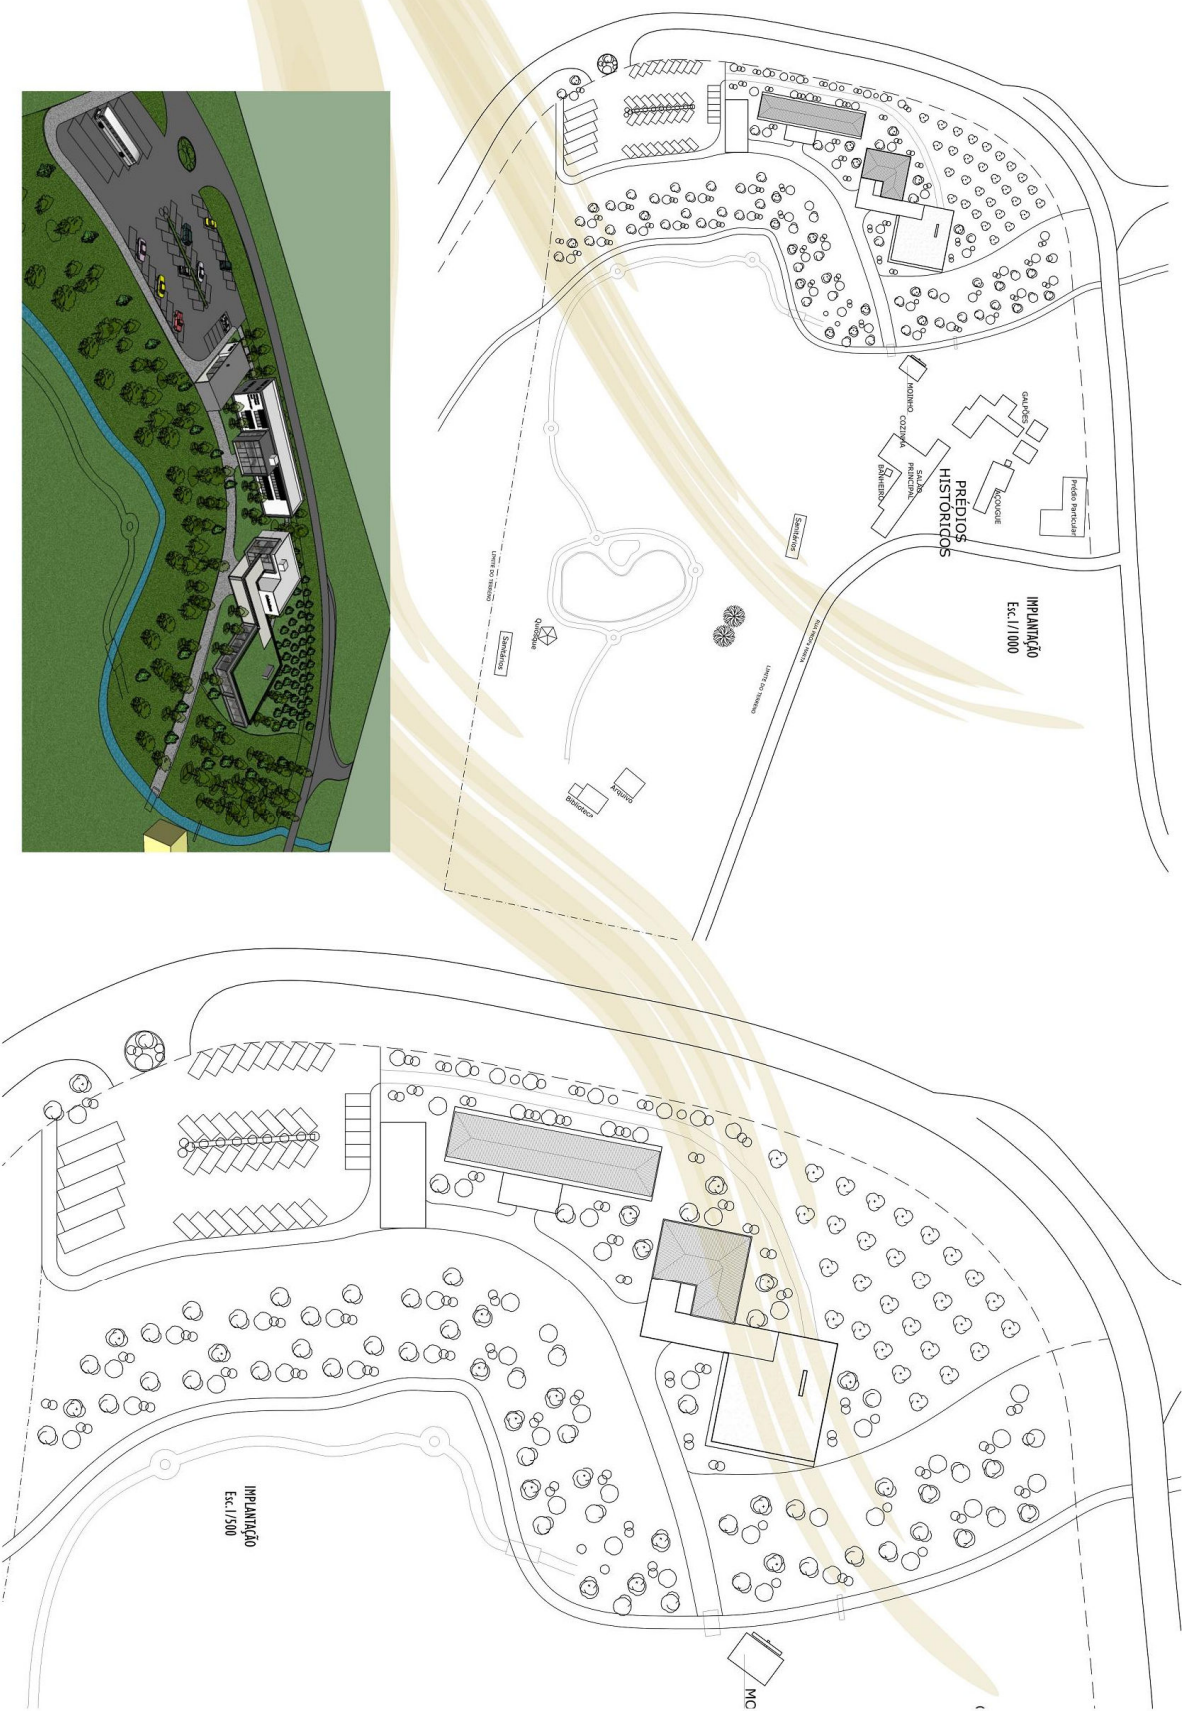 MOINHO
COZINHA
GALPÕES
SALÃO
PRINCIPAL
BANHEIRO
PRÉDIOS
HISTÓRICOS
AÇOUGUE
Prédio Particular
Sanitários
LIMITE DO TERRENO
Quiosque
Sanitários
LIMITE DO TERRENO
IMPLANTAÇÃO
Esc.1/1000
Arquivo
Biblioteca
IMPLANTAÇÃO
Esc.1/500
MO